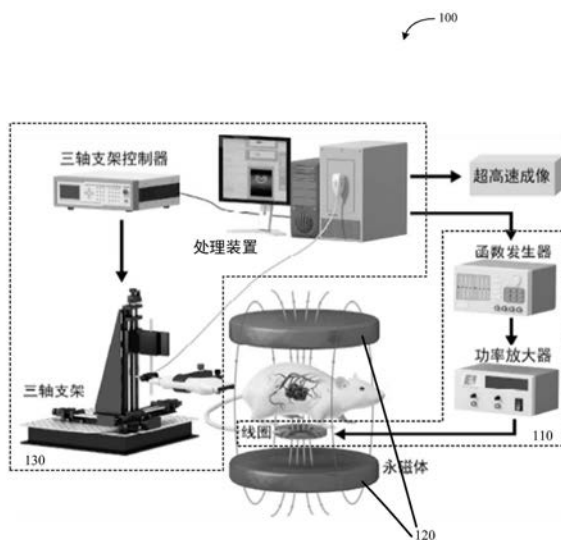 100
三轴支架控制器
处理装置
超高速成像
函数发生器
功率放大器
三轴支架
线圈
110
永磁体
130
120